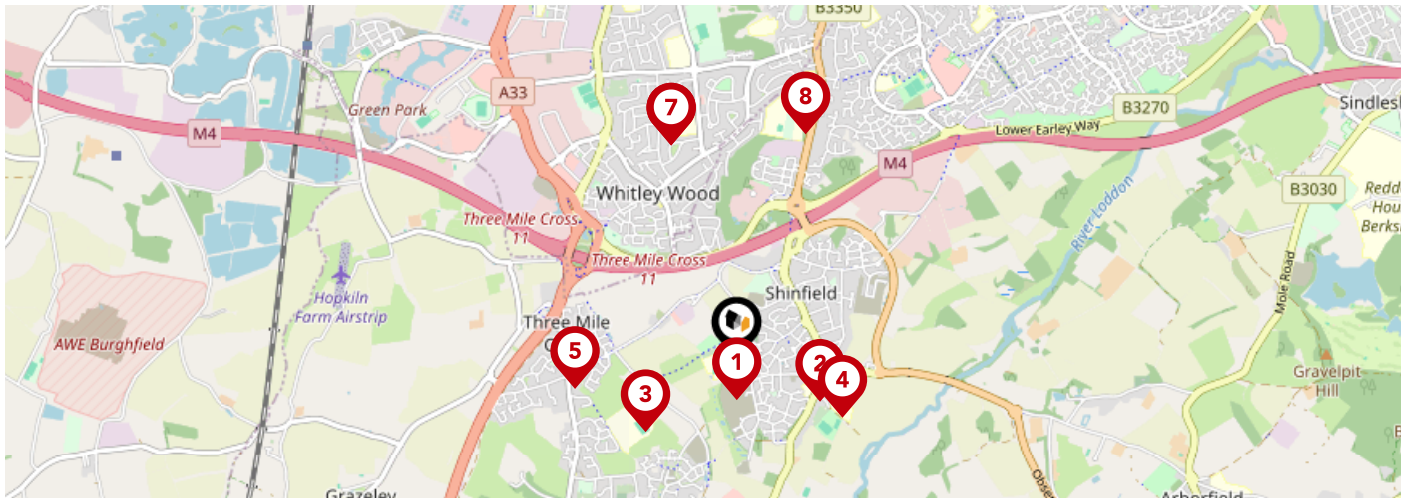 B3350
A33
Green Park
7
8
B3270
Sindles
Lower Earley Way
M4
M4
Whitley Wood
B3030
Redd
Hou
Berks
Three Mile Cross
11
River Loddon
Three Mile Cross
11
Hopkiln
Farm Airstrip
Shinfield
Mole Road
Three Mile
C
AWE Burghfield
5
1
2
4
3
Gravelpit
Hill
Grazeley
Obse
Arborfield